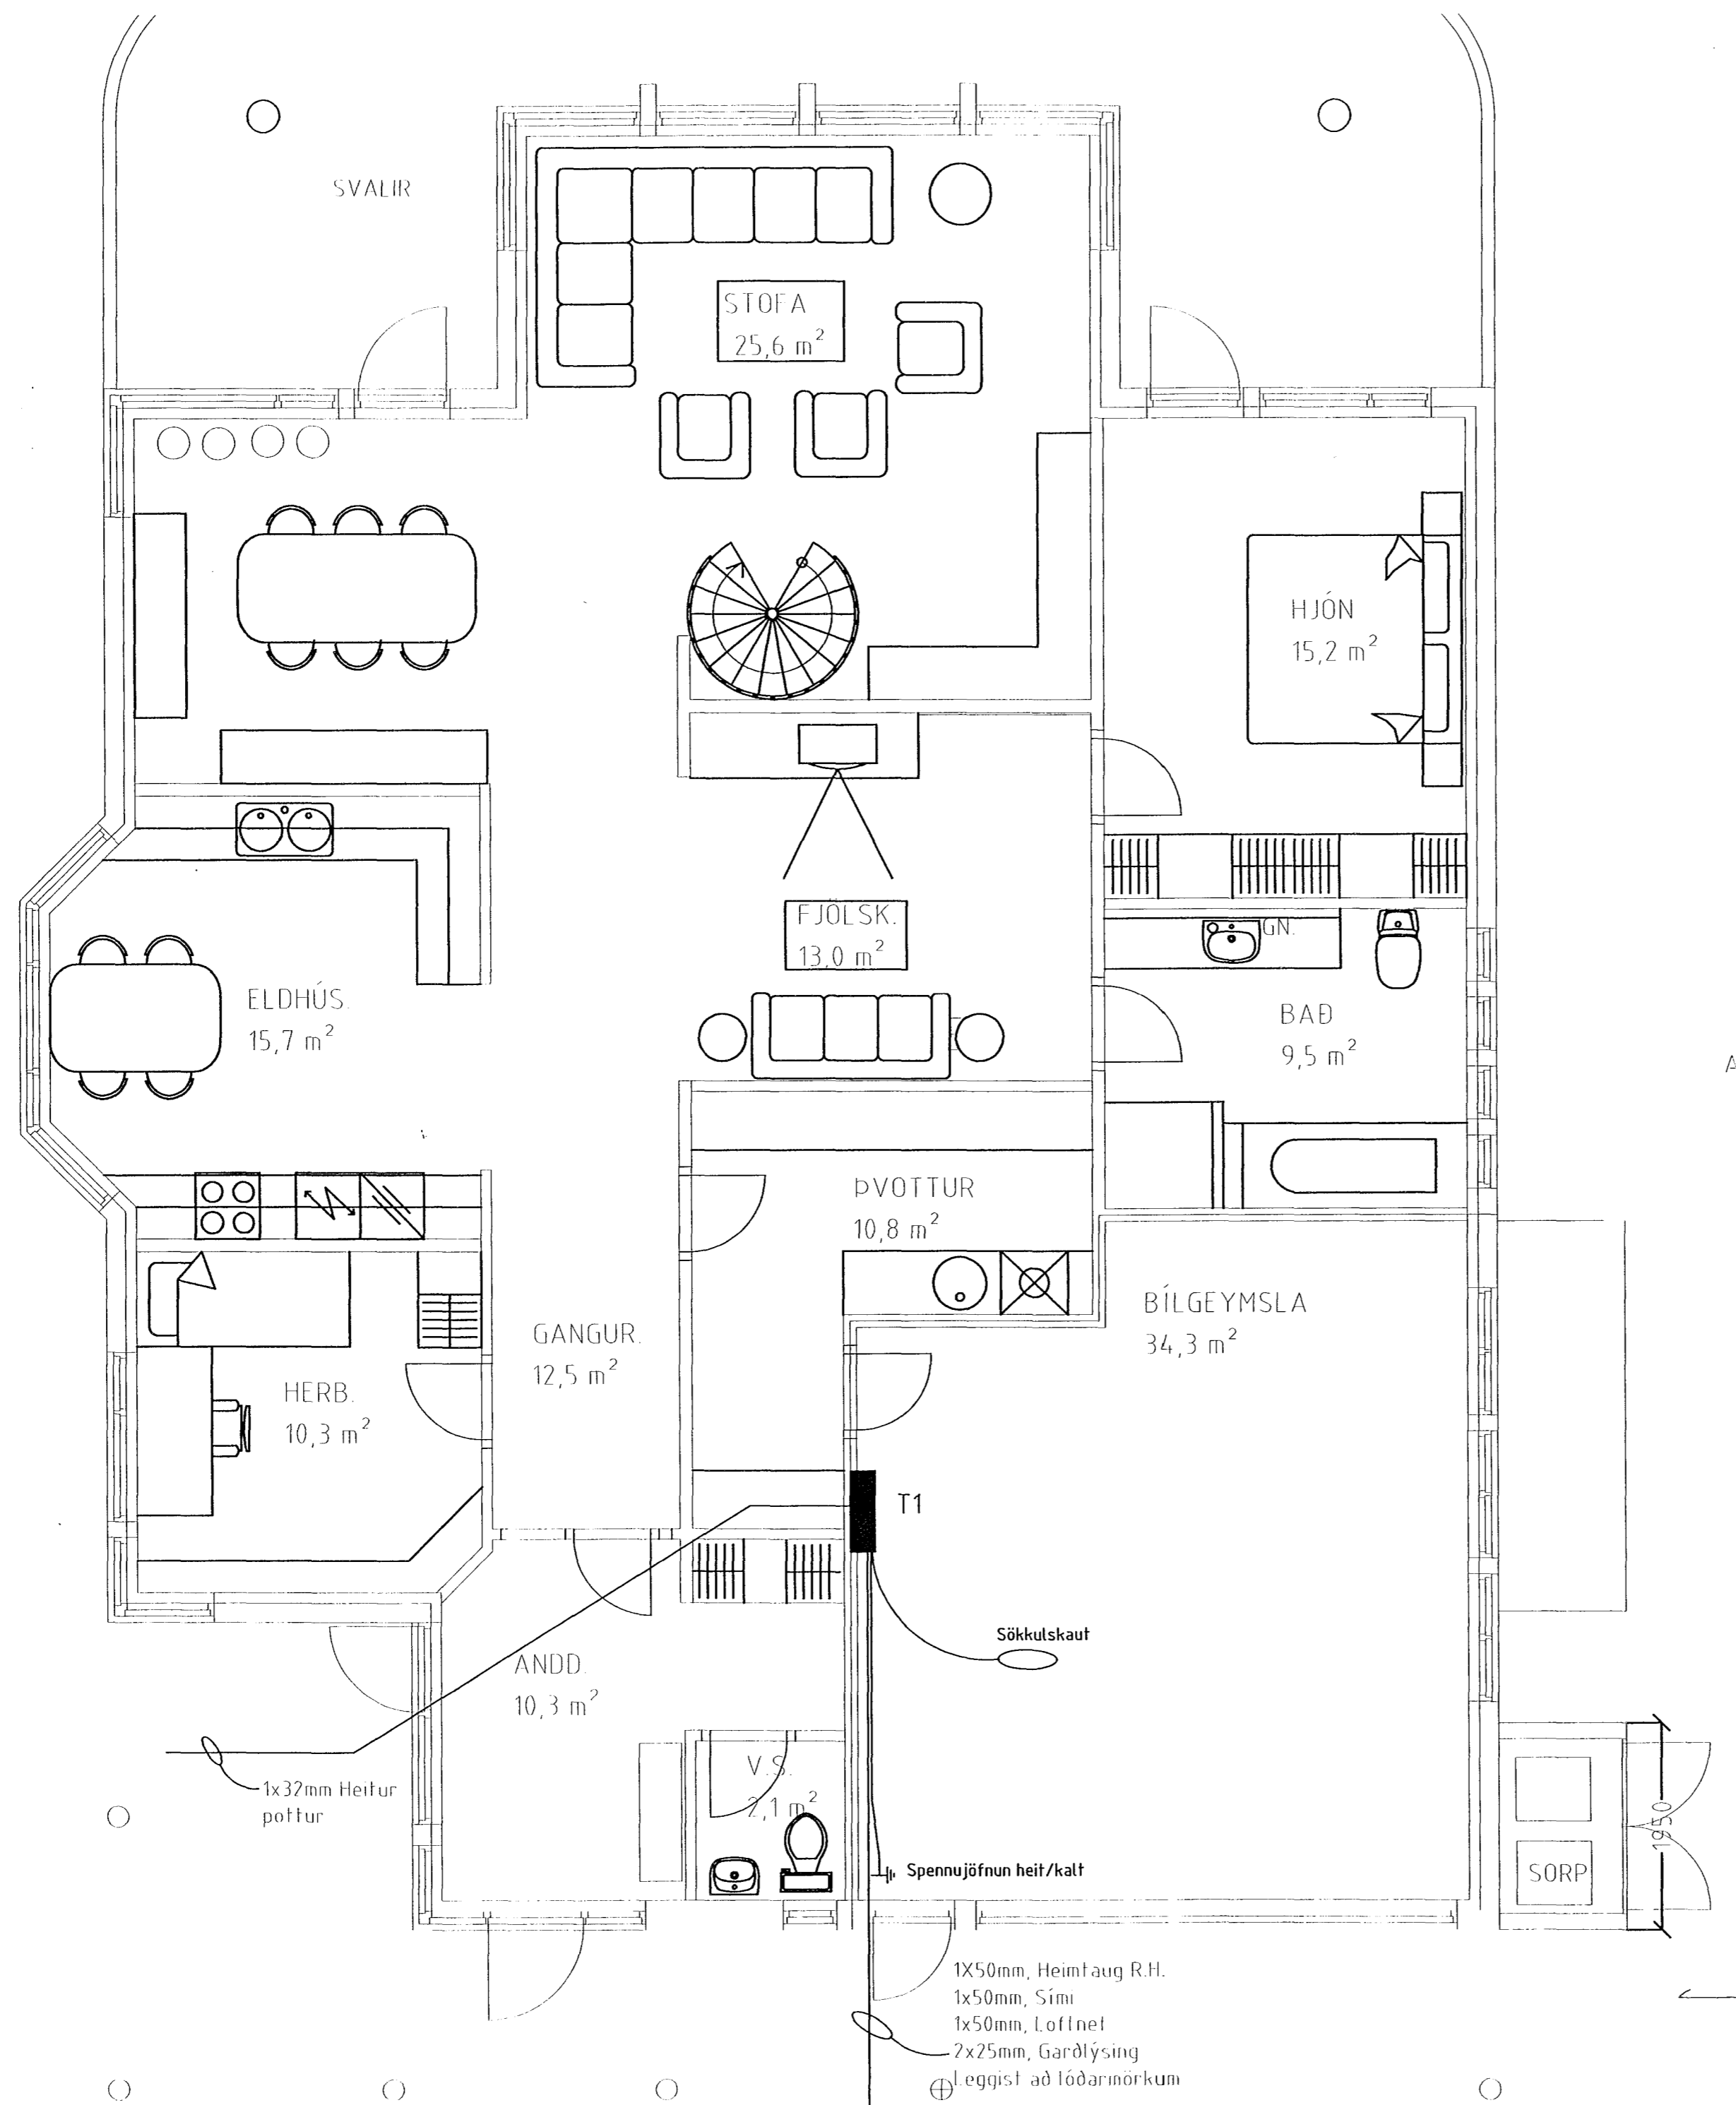 SVALIR
STOFA
25,6 m²
HJÓN
15,2 m²
FJÖLSK.
13,0 m²
GN.
ELDHÚS.
15,7 m²
BAÐ
9,5 m²
A
ÞVOTTUR
10,8 m²
BÍLGEYMSLA
34,3 m²
GANGUR.
12,5 m²
HERB.
10,3 m²
T1
Sökkulskaut
ANDD.
10,3 m²
V.S.
2,1 m²
1x32mm Heitur
pottur
1950
SORP
Spennujöfnun heit/kalt
1X50mm, Heimtaug R.H.
1x50mm, Sími
1x50mm, Loftnet
2x25mm, Garðlýsing
Leggist að lóðarmörkum